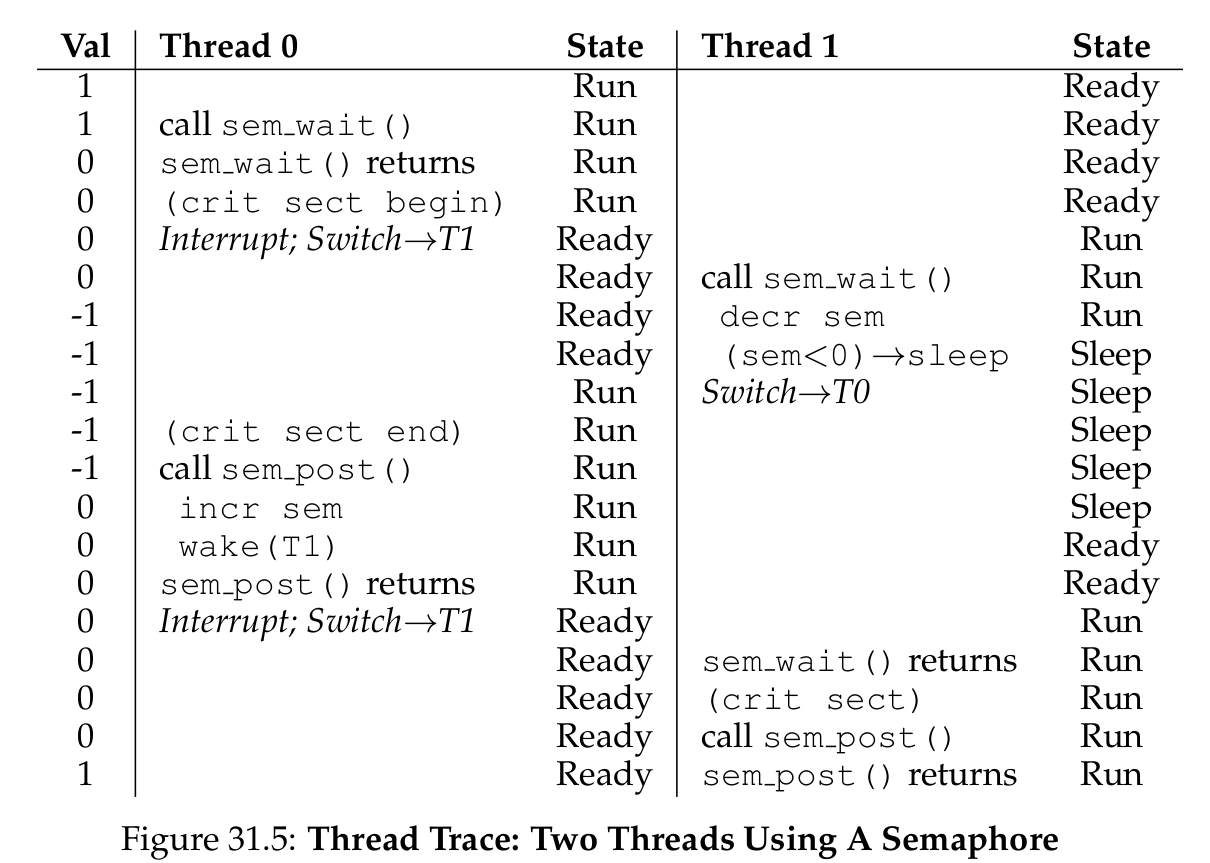 Val Thread 0 State Thread 1 State
1 Run Ready
1 call sem_wait() Run Ready
0 sem_wait() returns Run Ready
0 (crit sect begin) Run Ready
0 Interrupt; Switch→T1 Ready Run
0 Ready call sem_wait() Run
-1 Ready decr sem Run
-1 Ready (sem<0)→sleep Sleep
-1 Run Switch→T0 Sleep
-1 (crit sect end) Run Sleep
-1 call sem_post() Run Sleep
0 incr sem Run Sleep
0 wake(T1) Run Ready
0 sem_post() returns Run Ready
0 Interrupt; Switch→T1 Ready Run
0 Ready sem_wait() returns Run
0 Ready (crit sect) Run
0 Ready call sem_post() Run
1 Ready sem_post() returns Run
Figure 31.5: Thread Trace: Two Threads Using A Semaphore